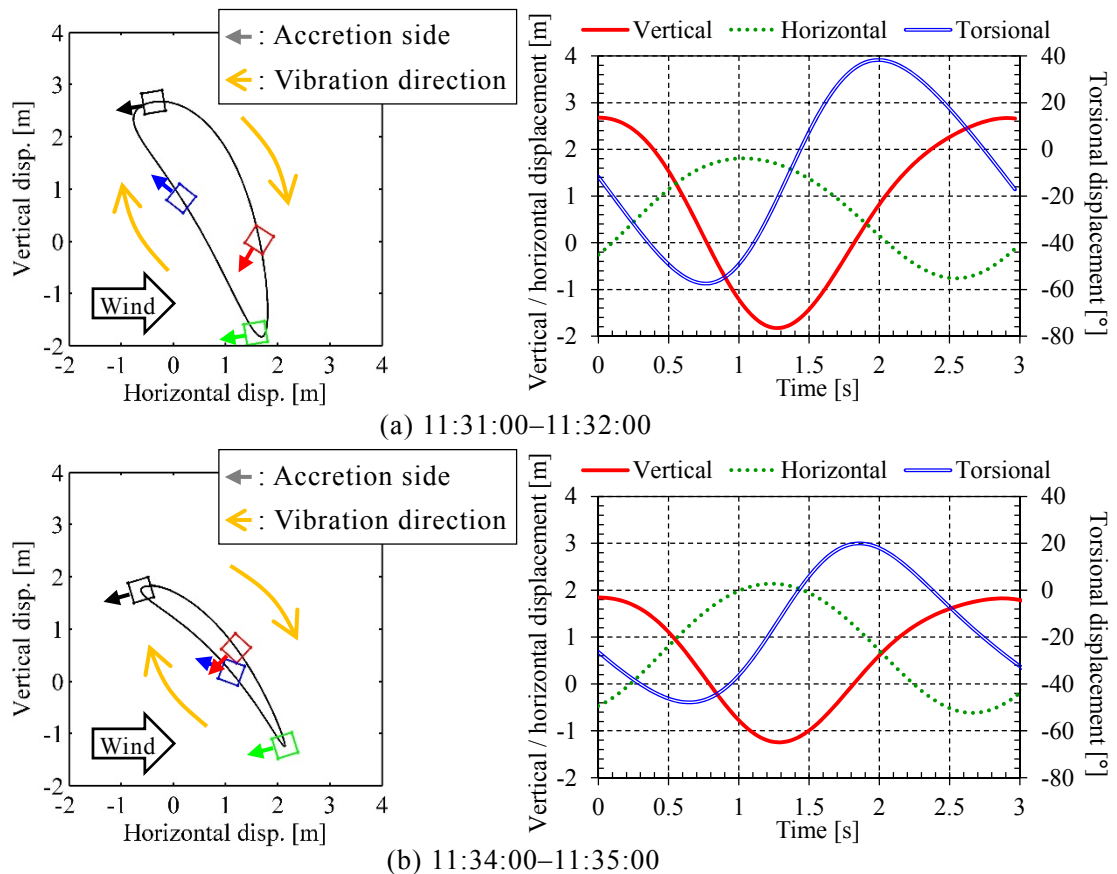 : Accretion side
: Vibration direction
Vertical disp. [m]
4
3
2
1
0
-1
-2
Wind
-2 -1 0 1 2 3 4
Horizontal disp. [m]
Vertical Horizontal Torsional
Vertical / horizontal displacement [m]
4
3
2
1
0
-1
-2
40
20
0
-20
-40
-60
-80
Torsional displacement [°]
0 0.5 1 1.5 2 2.5 3
Time [s]
(a) 11:31:00–11:32:00
: Accretion side
: Vibration direction
Vertical disp. [m]
4
3
2
1
0
-1
-2
Wind
-2 -1 0 1 2 3 4
Horizontal disp. [m]
Vertical Horizontal Torsional
Vertical / horizontal displacement [m]
4
3
2
1
0
-1
-2
40
20
0
-20
-40
-60
-80
Torsional displacement [°]
0 0.5 1 1.5 2 2.5 3
Time [s]
(b) 11:34:00–11:35:00